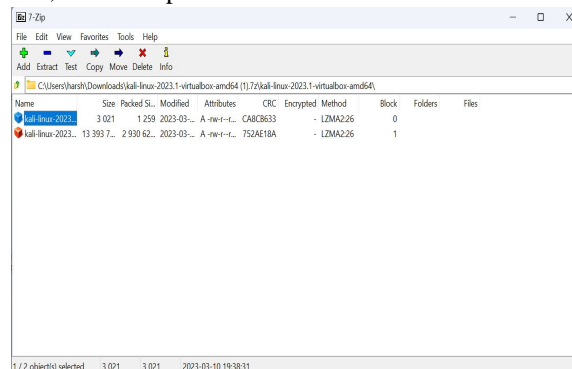 7-Zip
File Edit View Favorites Tools Help
Add Extract Test Copy Move Delete Info
C:\Users\harsh\Downloads\kali-linux-2023.1-virtualbox-amd64 (1).7z\kali-linux-2023.1-virtualbox-amd64\
Name Size Packed Si... Modified Attributes CRC Encrypted Method Block Folders Files
kali-linux-2023... 3 021 1 259 2023-03-... A -rw-r--r... CA8CB633 - LZMA2:26 0
kali-linux-2023... 13 393 7... 2 930 62... 2023-03-... A -rw-r--r... 752AE18A - LZMA2:26 1
1 / 2 object(s) selected 3 021 3 021 2023-03-10 19:38:31